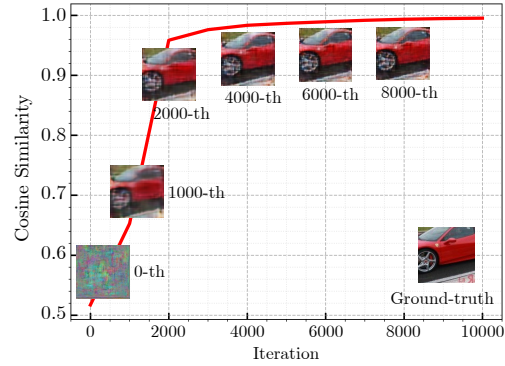 1.0
0.9
0.8
0.7
0.6
0.5
Cosine Similarity
2000-th
4000-th
6000-th
8000-th
1000-th
0-th
Ground-truth
0 2000 4000 6000 8000 10000
Iteration